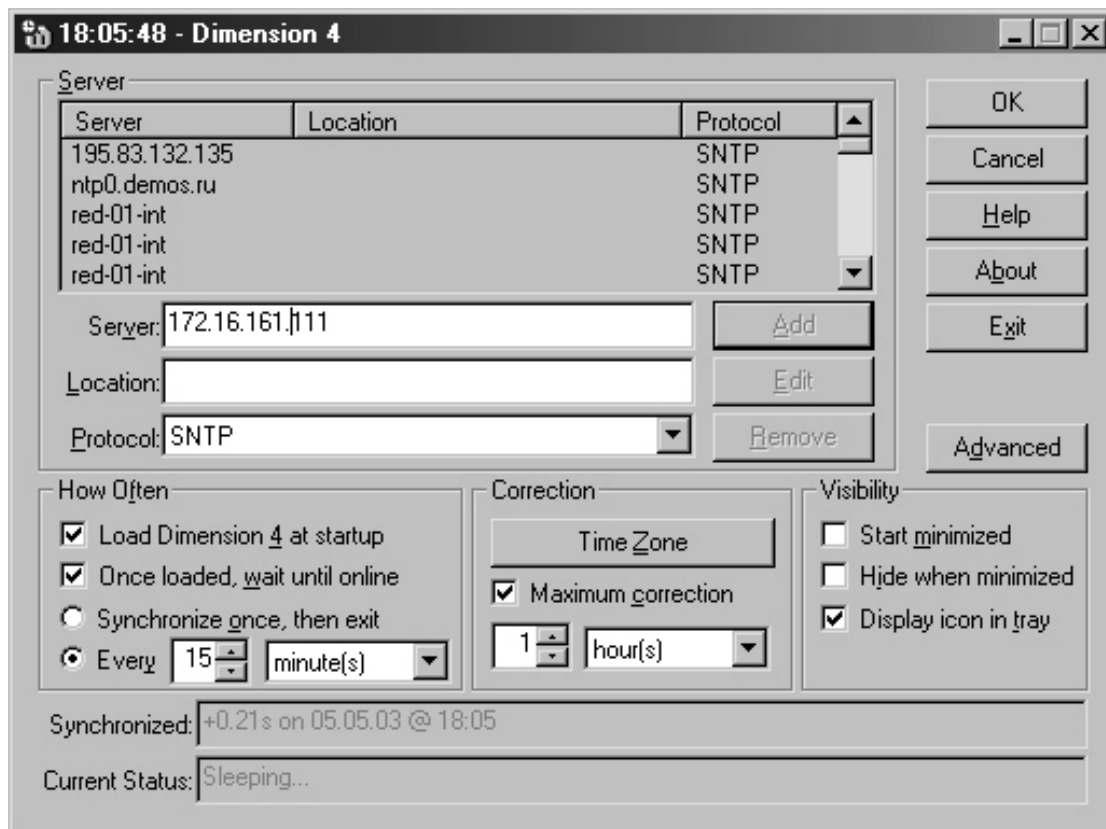 18:05:48 - Dimension 4
Server
Server Location Protocol
195.83.132.135 SNTP
ntp0.demos.ru SNTP
red-01-int SNTP
red-01-int SNTP
red-01-int SNTP
Server: 172.16.161.111 Add
Location: Edit
Protocol: SNTP Remove
OK
Cancel
Help
About
Exit
Advanced
How Often
Load Dimension 4 at startup
Once loaded, wait until online
Synchronize once, then exit
Every 15 minute(s)
Correction
Time Zone
Maximum correction
1 hour(s)
Visibility
Start minimized
Hide when minimized
Display icon in tray
Synchronized: +0.21s on 05.05.03 @ 18:05
Current Status: Sleeping...